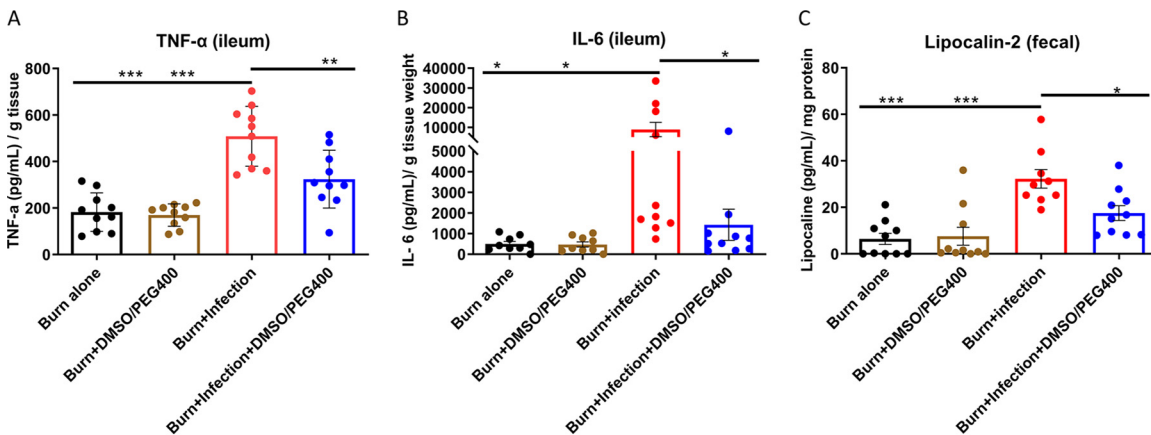 A
TNF-α (ileum)
TNF-a (pg/mL) / g tissue
800
600
400
200
0
*** ***
**
Burn alone
Burn+DMSO/PEG400
Burn+Infection
Burn+Infection+DMSO/PEG400
B
IL-6 (ileum)
IL- 6 (pg/mL)/ g tissue weight
40000
30000
20000
10000
5000
4000
3000
2000
1000
0
* *
*
Burn alone
Burn+DMSO/PEG400
Burn+infection
Burn+Infection+DMSO/PEG400
C
Lipocalin-2 (fecal)
Lipocaline (pg/mL)/ mg protein
80
60
40
20
0
*** ***
*
Burn alone
Burn+DMSO/PEG400
Burn+infection
Burn+Infection+DMSO/PEG400